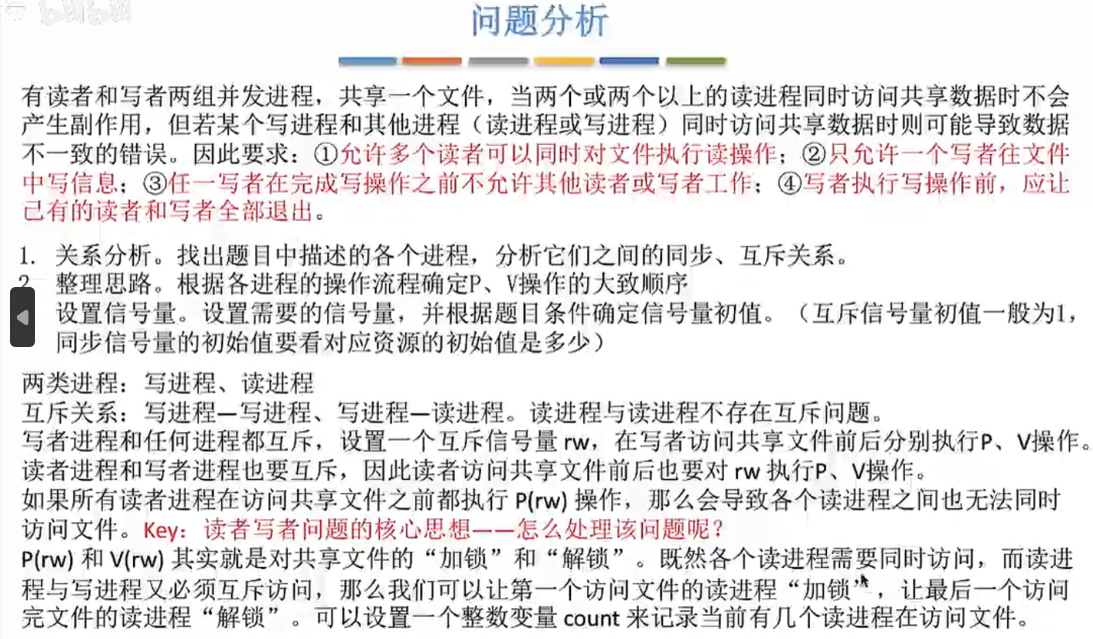 问题分析
有读者和写者两组并发进程，共享一个文件，当两个或两个以上的读进程同时访问共享数据时不会
产生副作用，但若某个写进程和其他进程（读进程或写进程）同时访问共享数据时则可能导致数据
不一致的错误。因此要求：①允许多个读者可以同时对文件执行读操作；②只允许一个写者往文件
中写信息；③任一写者在完成写操作之前不允许其他读者或写者工作；④写者执行写操作前，应让
已有的读者和写者全部退出。
1. 关系分析。找出题目中描述的各个进程，分析它们之间的同步、互斥关系。
2 整理思路。根据各进程的操作流程确定P、V操作的大致顺序
设置信号量。设置需要的信号量，并根据题目条件确定信号量初值。（互斥信号量初值一般为1，
同步信号量的初始值要看对应资源的初始值是多少）
两类进程：写进程、读进程
互斥关系：写进程—写进程、写进程—读进程。读进程与读进程不存在互斥问题。
写者进程和任何进程都互斥，设置一个互斥信号量 rw，在写者访问共享文件前后分别执行P、V操作。
读者进程和写者进程也要互斥，因此读者访问共享文件前后也要对 rw 执行P、V操作。
如果所有读者进程在访问共享文件之前都执行 P(rw) 操作，那么会导致各个读进程之间也无法同时
访问文件。Key：读者写者问题的核心思想——怎么处理该问题呢？
P(rw) 和 V(rw) 其实就是对共享文件的“加锁”和“解锁”。既然各个读进程需要同时访问，而读进
程与写进程又必须互斥访问，那么我们可以让第一个访问文件的读进程“加锁”，让最后一个访问
完文件的读进程“解锁”。可以设置一个整数变量 count 来记录当前有几个读进程在访问文件。